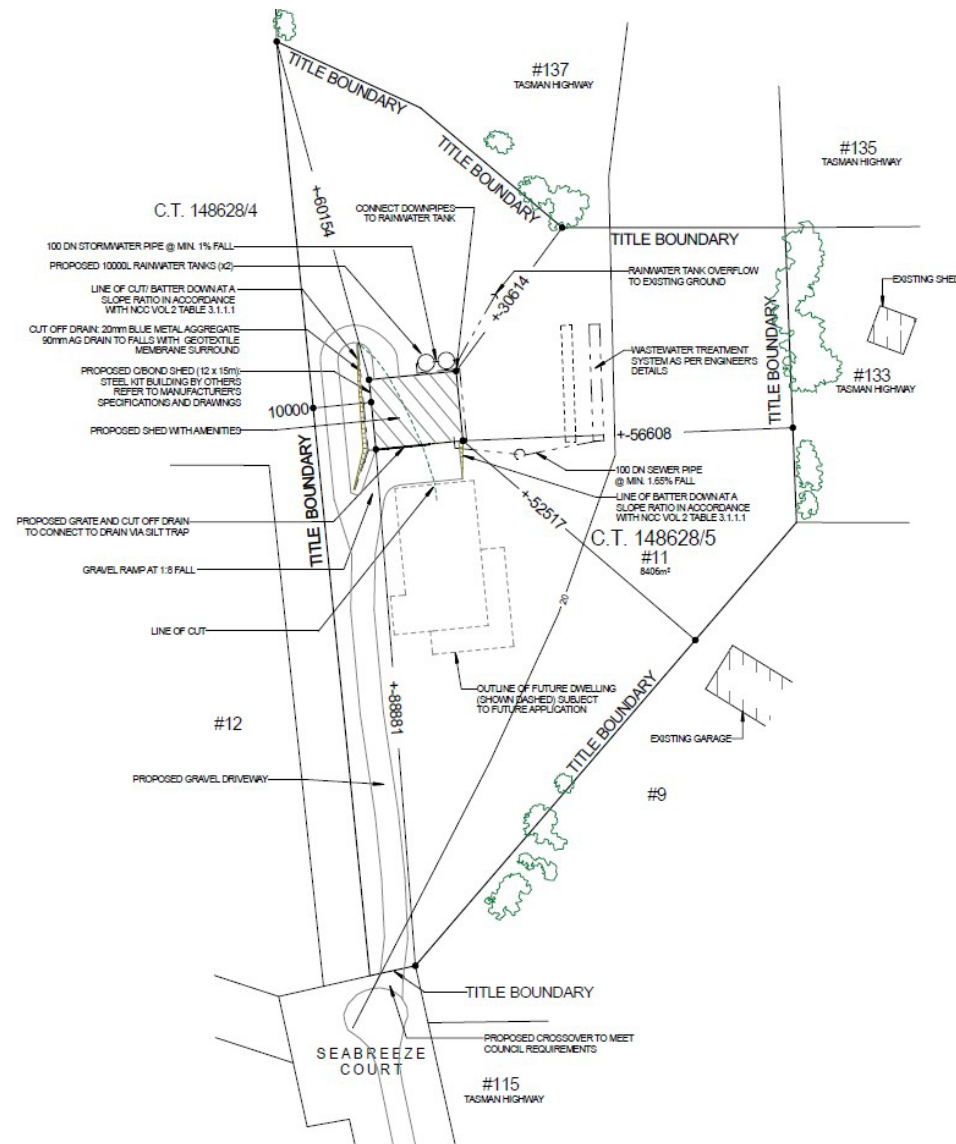 TITLE BOUNDARY
#137
TASMAN HIGHWAY
TITLE BOUNDARY
#135
TASMAN HIGHWAY
C.T. 148628/4
+-60154
CONNECT DOWNPIPES
TO RAINWATER TANK
TITLE BOUNDARY
100 DN STORMWATER PIPE @ MIN. 1% FALL
PROPOSED 10000L RAINWATER TANKS (x2)
+-30614
RAINWATER TANK OVERFLOW
TO EXISTING GROUND
EXISTING SHED
LINE OF CUT/ BATTER DOWN AT A
SLOPE RATIO IN ACCORDANCE
WITH NCC VOL 2 TABLE 3.1.1.1
CUT OFF DRAIN: 20mm BLUE METAL AGGREGATE
90mm AG DRAIN TO FALLS WITH GEOTEXTILE
MEMBRANE SURROUND
WASTEWATER TREATMENT
SYSTEM AS PER ENGINEER'S
DETAILS
TITLE BOUNDARY
#133
TASMAN HIGHWAY
PROPOSED C/BOND SHED (12 x 15m);
STEEL KIT BUILDING BY OTHERS
REFER TO MANUFACTURER'S
SPECIFICATIONS AND DRAWINGS
10000
PROPOSED SHED WITH AMENITIES
+-56608
100 DN SEWER PIPE
@ MIN. 1.65% FALL
TITLE BOUNDARY
+-52517
LINE OF BATTER DOWN AT A
SLOPE RATIO IN ACCORDANCE
WITH NCC VOL 2 TABLE 3.1.1.1
PROPOSED GRATE AND CUT OFF DRAIN
TO CONNECT TO DRAIN VIA SILT TRAP
C.T. 148628/5
#11
8406m²
GRAVEL RAMP AT 1:8 FALL
20
LINE OF CUT
OUTLINE OF FUTURE DWELLING
(SHOWN DASHED) SUBJECT
TO FUTURE APPLICATION
+-88881
TITLE BOUNDARY
#12
EXISTING GARAGE
PROPOSED GRAVEL DRIVEWAY
#9
TITLE BOUNDARY
PROPOSED CROSSOVER TO MEET
COUNCIL REQUIREMENTS
SEABREEZE
COURT
#115
TASMAN HIGHWAY